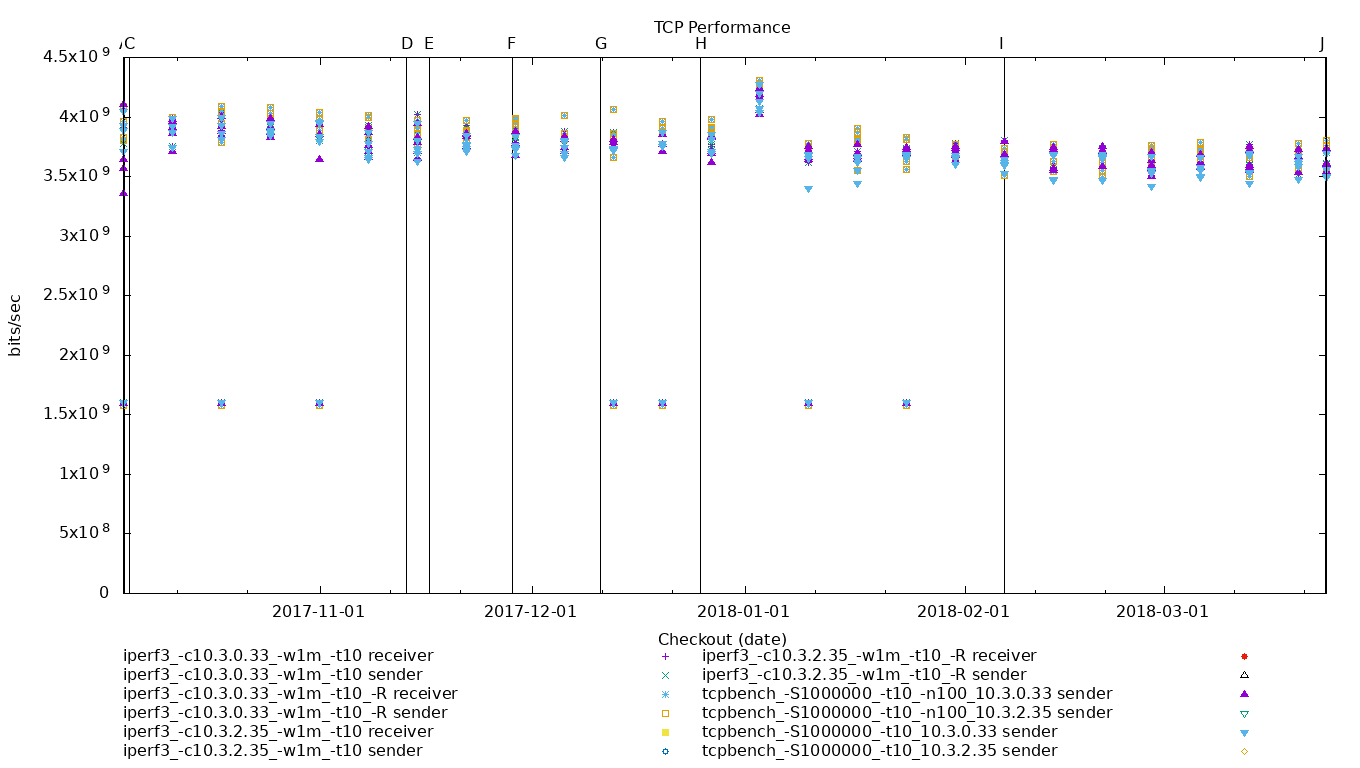 TCP Performance
/C D E F G H I J
4.5x10^9
4x10^9
3.5x10^9
3x10^9
2.5x10^9
2x10^9
1.5x10^9
1x10^9
5x10^8
0
bits/sec
2017-11-01 2017-12-01 2018-01-01 2018-02-01 2018-03-01
Checkout (date)
iperf3_-c10.3.0.33_-w1m_-t10 receiver
iperf3_-c10.3.0.33_-w1m_-t10 sender
iperf3_-c10.3.0.33_-w1m_-t10_-R receiver
iperf3_-c10.3.0.33_-w1m_-t10_-R sender
iperf3_-c10.3.2.35_-w1m_-t10 receiver
iperf3_-c10.3.2.35_-w1m_-t10 sender
iperf3_-c10.3.2.35_-w1m_-t10_-R receiver
iperf3_-c10.3.2.35_-w1m_-t10_-R sender
tcpbench_-S1000000_-t10_-n100_10.3.0.33 sender
tcpbench_-S1000000_-t10_-n100_10.3.2.35 sender
tcpbench_-S1000000_-t10_10.3.0.33 sender
tcpbench_-S1000000_-t10_10.3.2.35 sender